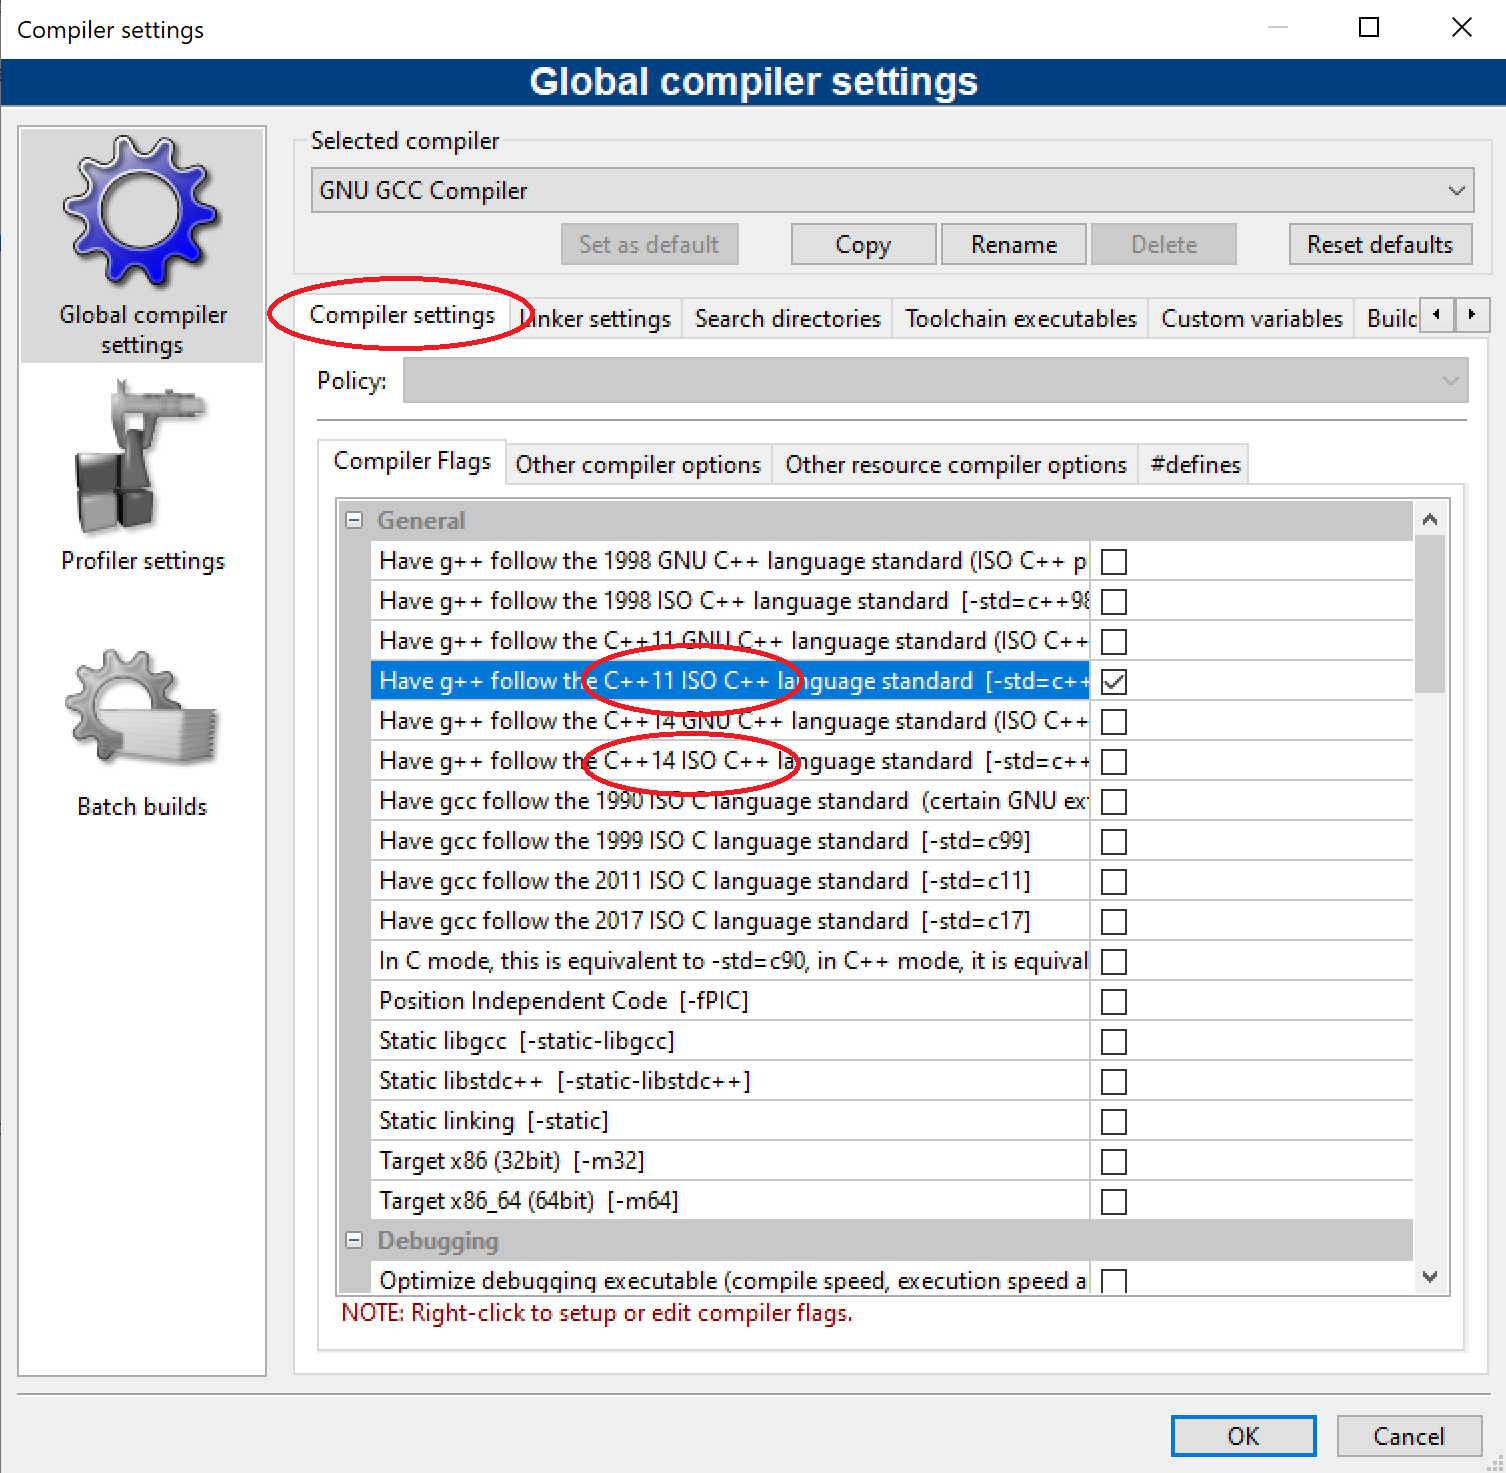 Compiler settings
Global compiler settings
Global compiler
settings
Profiler settings
Batch builds
Selected compiler
GNU GCC Compiler
Set as default
Copy
Rename
Delete
Reset defaults
Compiler settings
Linker settings
Search directories
Toolchain executables
Custom variables
Build
Policy:
Compiler Flags
Other compiler options
Other resource compiler options
#defines
General
Have g++ follow the 1998 GNU C++ language standard (ISO C++ p
Have g++ follow the 1998 ISO C++ language standard [-std=c++98
Have g++ follow the C++11 GNU C++ language standard (ISO C++
Have g++ follow the C++11 ISO C++ language standard [-std=c++
Have g++ follow the C++14 GNU C++ language standard (ISO C++
Have g++ follow the C++14 ISO C++ language standard [-std=c++
Have gcc follow the 1990 ISO C language standard (certain GNU ex
Have gcc follow the 1999 ISO C language standard [-std=c99]
Have gcc follow the 2011 ISO C language standard [-std=c11]
Have gcc follow the 2017 ISO C language standard [-std=c17]
In C mode, this is equivalent to -std=c90, in C++ mode, it is equival
Position Independent Code [-fPIC]
Static libgcc [-static-libgcc]
Static libstdc++ [-static-libstdc++]
Static linking [-static]
Target x86 (32bit) [-m32]
Target x86_64 (64bit) [-m64]
Debugging
Optimize debugging executable (compile speed, execution speed a
NOTE: Right-click to setup or edit compiler flags.
OK
Cancel